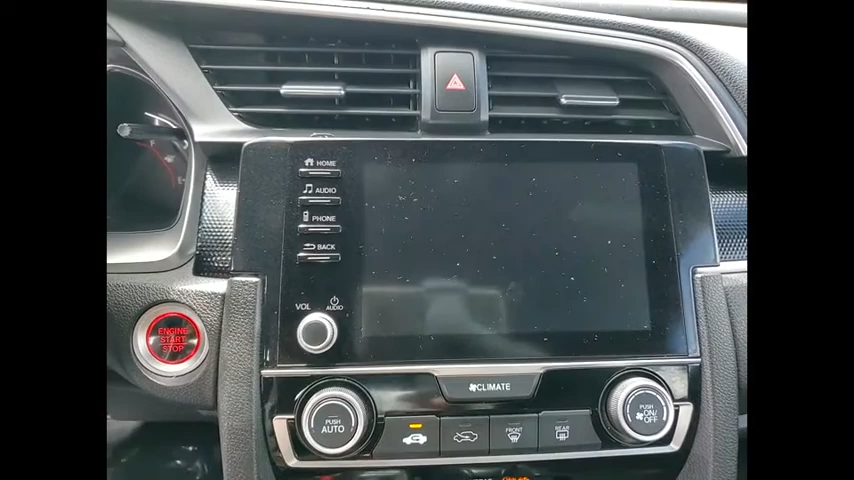 HOME
AUDIO
PHONE
BACK
VOL
AUDIO
ENGINE
START
STOP
CLIMATE
PUSH
AUTO
FRONT
REAR
PUSH
ON/
OFF